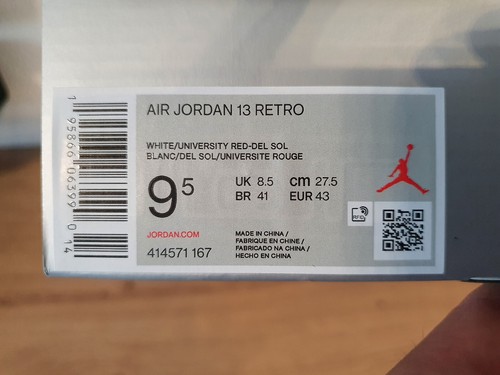 AIR JORDAN 13 RETRO
WHITE/UNIVERSITY RED-DEL SOL
BLANC/DEL SOL/UNIVERSITE ROUGE
9 5
UK 8.5 cm 27.5
BR 41 EUR 43
RFID
JORDAN.COM
414571 167
MADE IN CHINA /
FABRIQUE EN CHINE /
FABRICADO NA CHINA /
HECHO EN CHINA
1 95866 06399 0 14